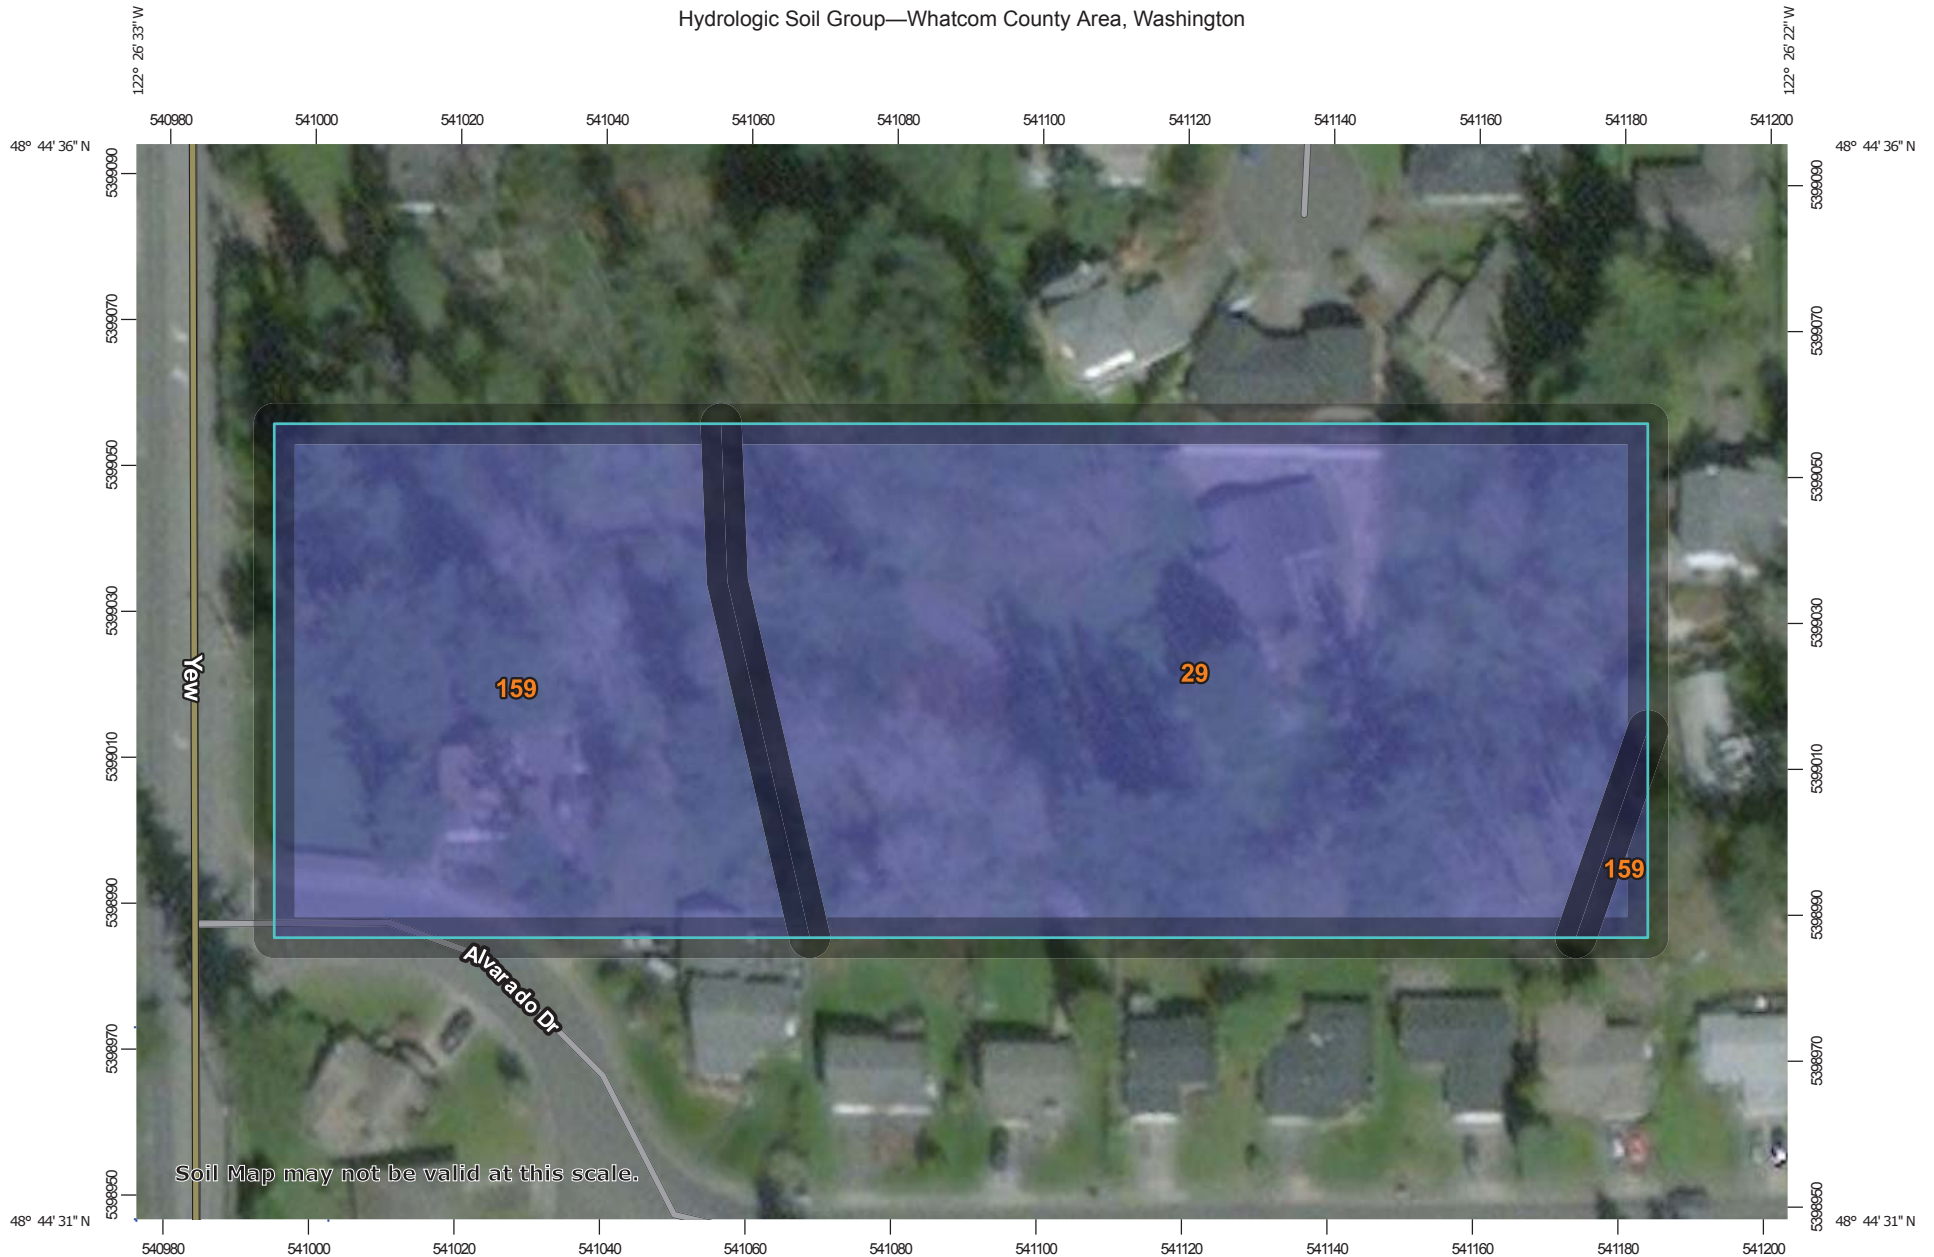 Hydrologic Soil Group—Whatcom County Area, Washington
122° 26' 33'' W
122° 26' 22'' W
540980 541000 541020 541040 541060 541080 541100 541120 541140 541160 541180 541200
48° 44' 36'' N
48° 44' 36'' N
5399090
5399090
5399070
5399070
5399050
5399050
5399030
5399030
Yew
159
29
5399010
5399010
159
5398990
5398990
Alvarado Dr
5398970
5398970
Soil Map may not be valid at this scale.
5398950
5398950
48° 44' 31'' N
48° 44' 31'' N
540980 541000 541020 541040 541060 541080 541100 541120 541140 541160 541180 541200